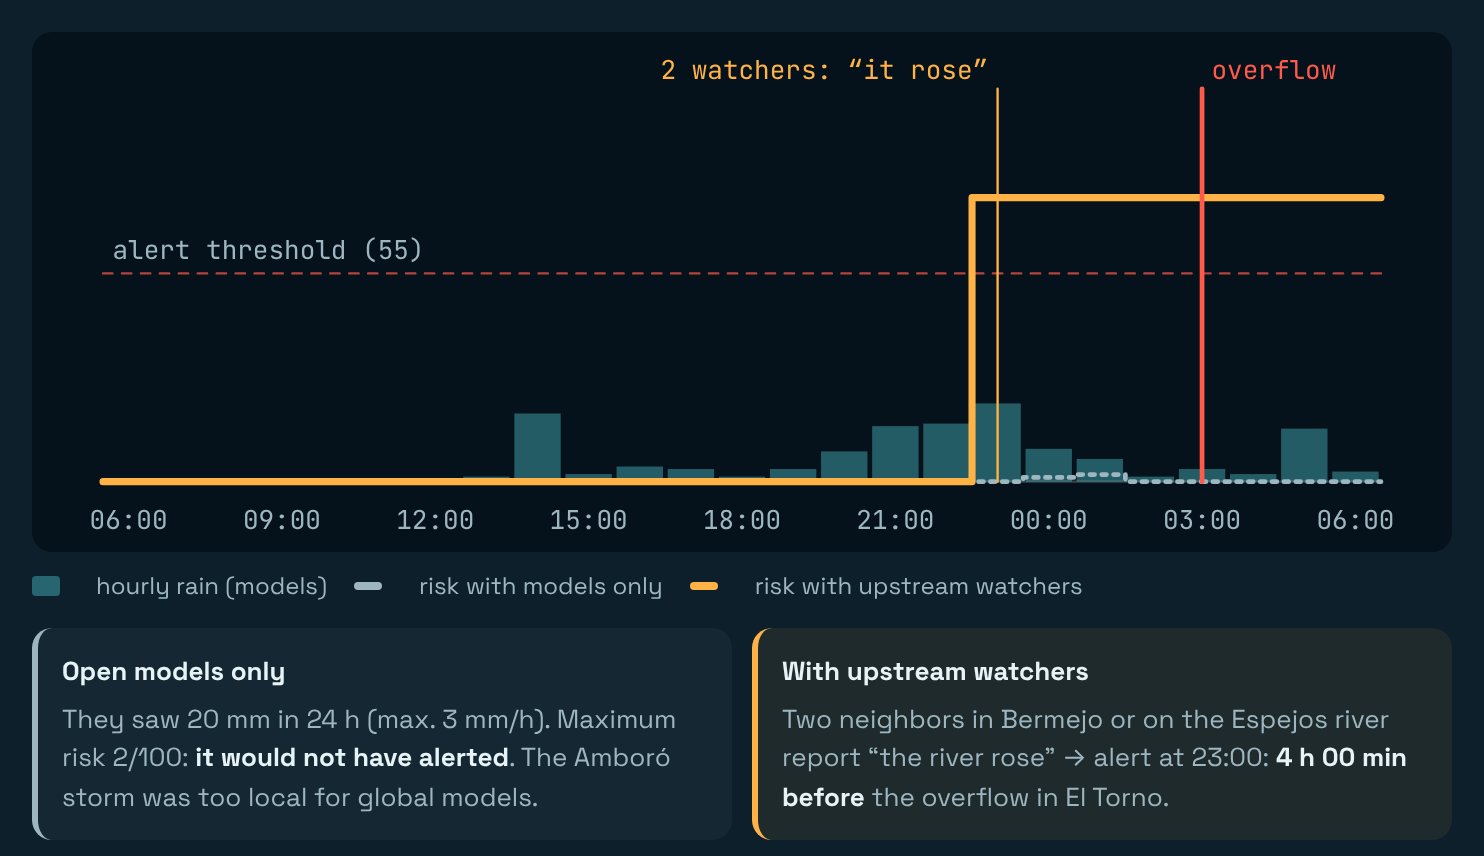 2 watchers: “it rose”
overflow
alert threshold (55)
06:00 09:00 12:00 15:00 18:00 21:00 00:00 03:00 06:00
hourly rain (models) risk with models only risk with upstream watchers
Open models only
They saw 20 mm in 24 h (max. 3 mm/h). Maximum
risk 2/100: it would not have alerted. The Amboró
storm was too local for global models.
With upstream watchers
Two neighbors in Bermejo or on the Espejos river
report “the river rose” → alert at 23:00: 4 h 00 min
before the overflow in El Torno.